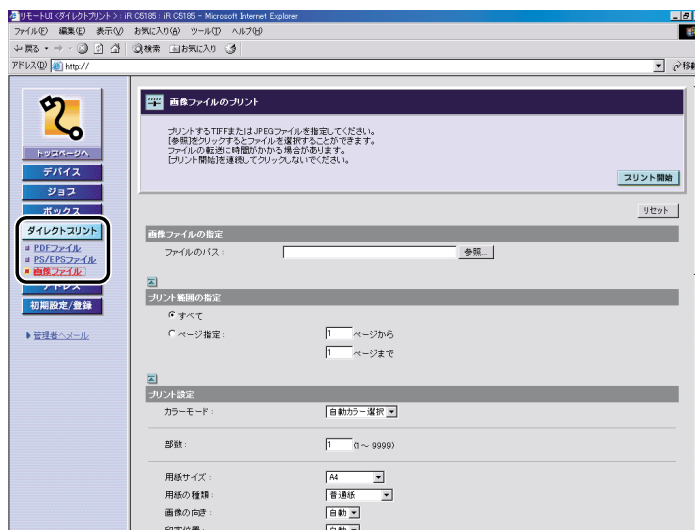 リモートUI <ダイレクトプリント> : iR C5185 : iR C5185 - Microsoft Internet Explorer
ファイル(F) 編集(E) 表示(V) お気に入り(A) ツール(T) ヘルプ(H)
戻る 検索 お気に入り
アドレス(D) http:// 移動
トップページへ
デバイス
ジョブ
ボックス
ダイレクトプリント
PDFファイル
PS/EPSファイル
画像ファイル
アドレス
初期設定/登録
管理者へメール
画像ファイルのプリント
プリントするTIFFまたはJPEGファイルを指定してください。
[参照]をクリックするとファイルを選択することができます。
ファイルの転送に時間がかかる場合があります。
[プリント開始]を連続してクリックしないでください。
プリント開始
リセット
画像ファイルの指定
ファイルのパス : 参照...
プリント範囲の指定
すべて
ページ指定 : 1 ページから
1 ページまで
プリント設定
カラーモード : 自動カラー選択
部数 : 1 (1～ 9999)
用紙サイズ : A4
用紙の種類 : 普通紙
画像の向き : 自動
印字位置 : 自動